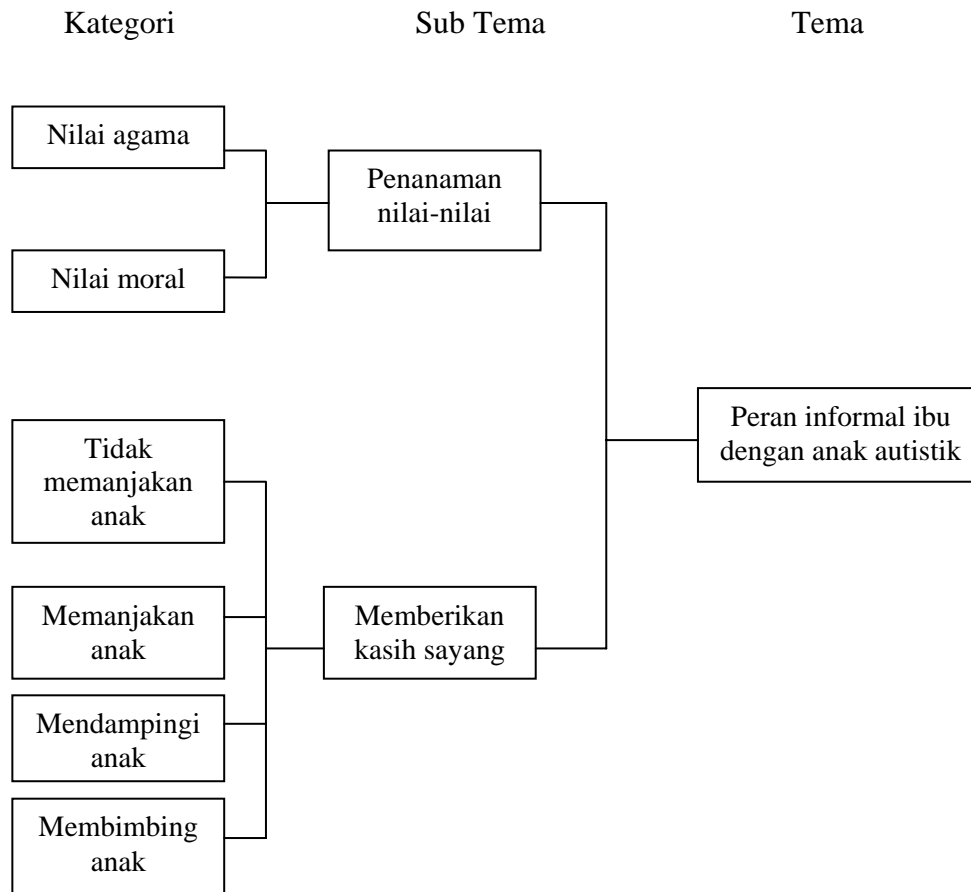 Kategori
Sub Tema
Tema
Nilai agama
Nilai moral
Penanaman
nilai-nilai
Tidak
memanjakan
anak
Memanjakan
anak
Mendampingi
anak
Membimbing
anak
Memberikan
kasih sayang
Peran informal ibu
dengan anak autistik